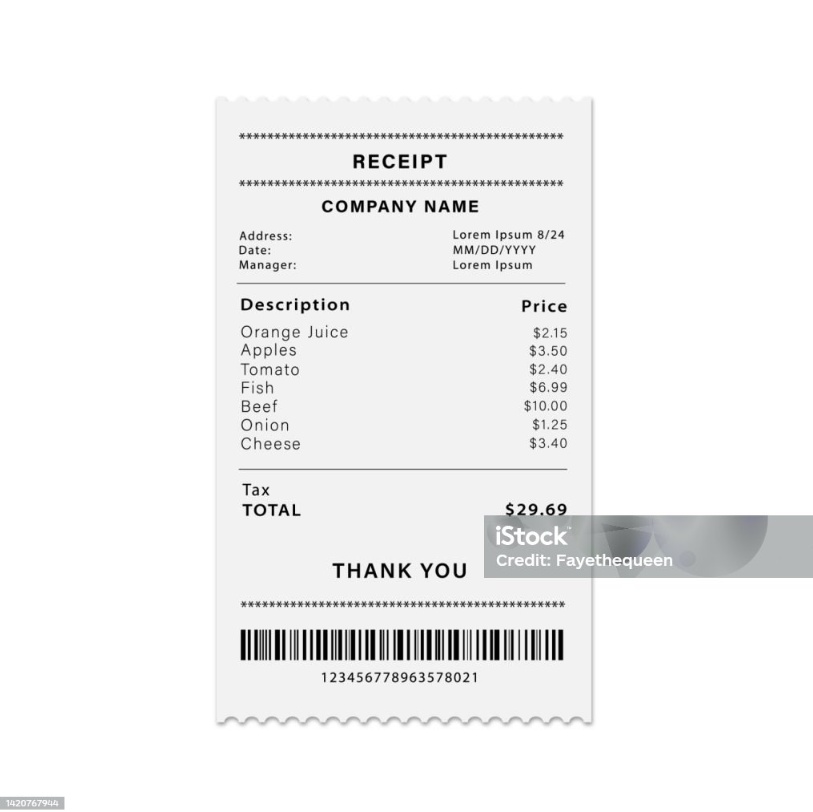 ************************************************
RECEIPT
************************************************
COMPANY NAME
Address: Lorem Ipsum 8/24
Date: MM/DD/YYYY
Manager: Lorem Ipsum
Description Price
Orange Juice $2.15
Apples $3.50
Tomato $2.40
Fish $6.99
Beef $10.00
Onion $1.25
Cheese $3.40
Tax
TOTAL $29.69
iStock™
Credit: Fayethequeen
THANK YOU
************************************************
123456778963578021
1420767944